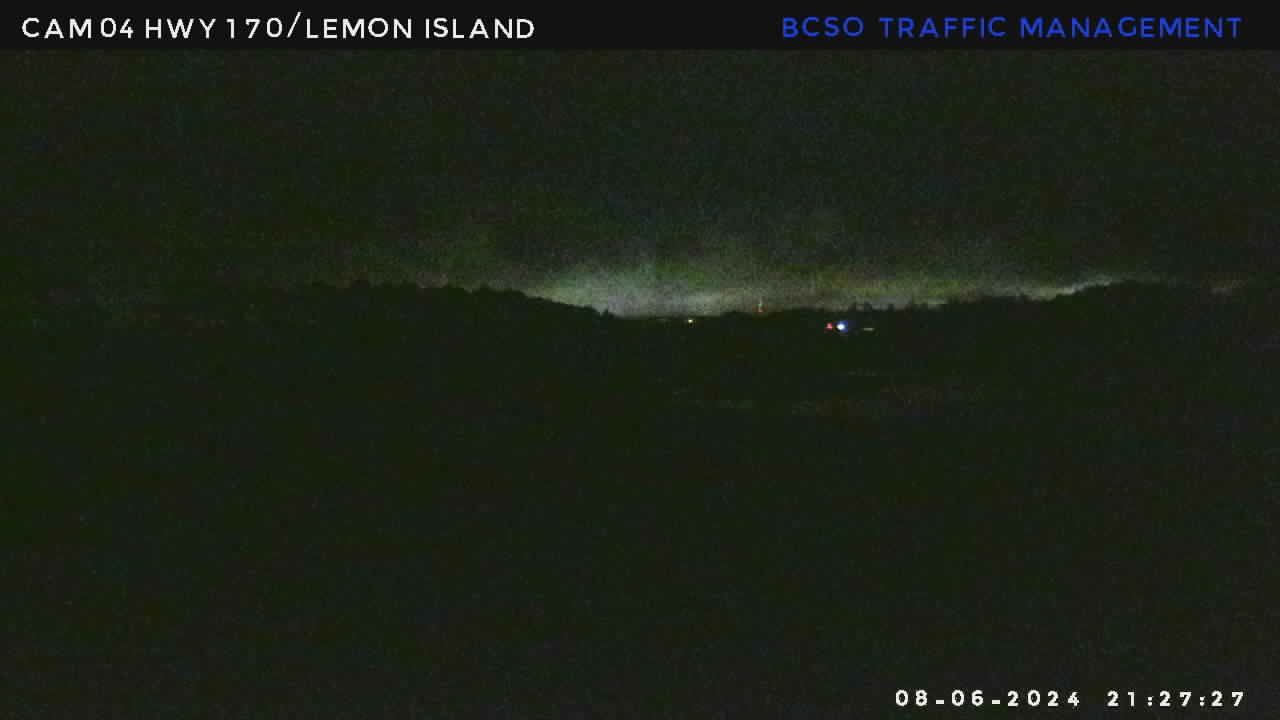 CAM04 HWY 170/LEMON ISLAND
BCSO TRAFFIC MANAGEMENT
08-06-2024 21:27:27